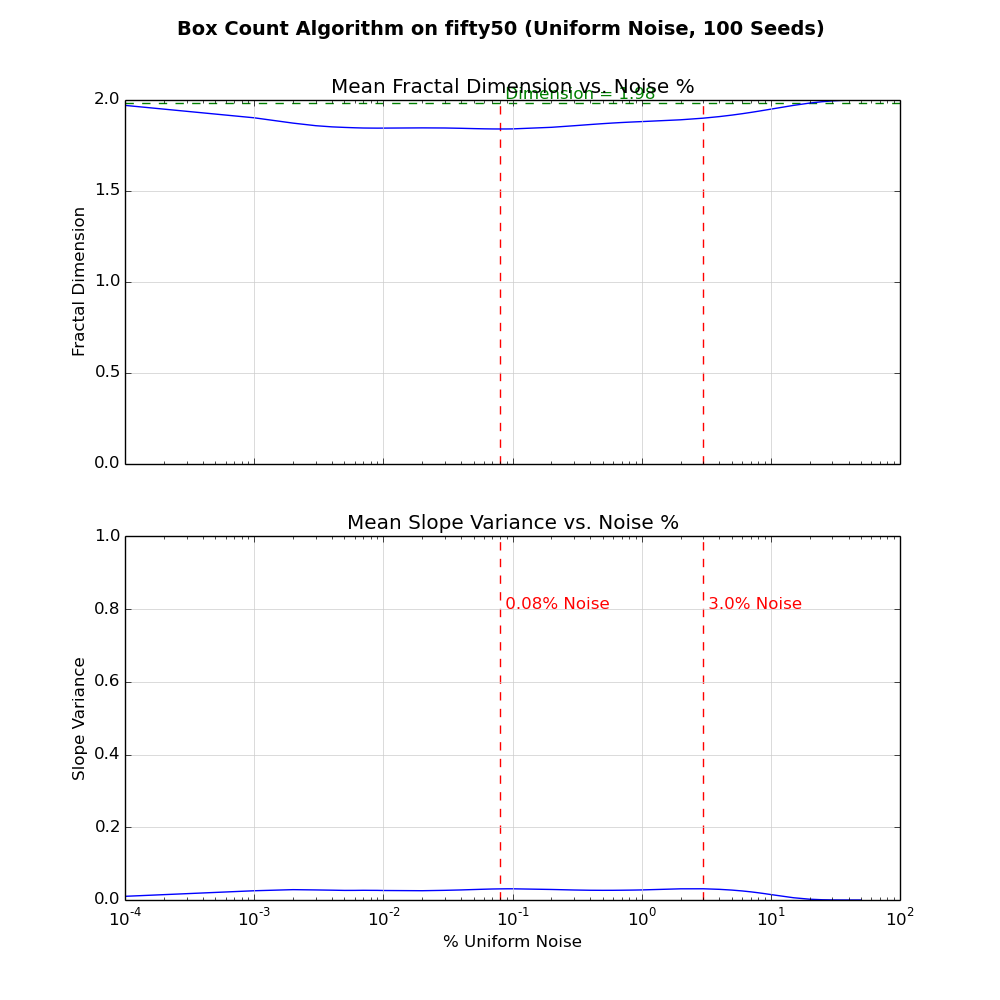 Box Count Algorithm on fifty50 (Uniform Noise, 100 Seeds)
Mean Fractal Dimension vs. Noise %
Dimension = 1.98
2.0
1.5
1.0
0.5
0.0
Fractal Dimension
Mean Slope Variance vs. Noise %
1.0
0.8
0.6
0.4
0.2
0.0
Slope Variance
0.08% Noise
3.0% Noise
10^-4 10^-3 10^-2 10^-1 10^0 10^1 10^2
% Uniform Noise